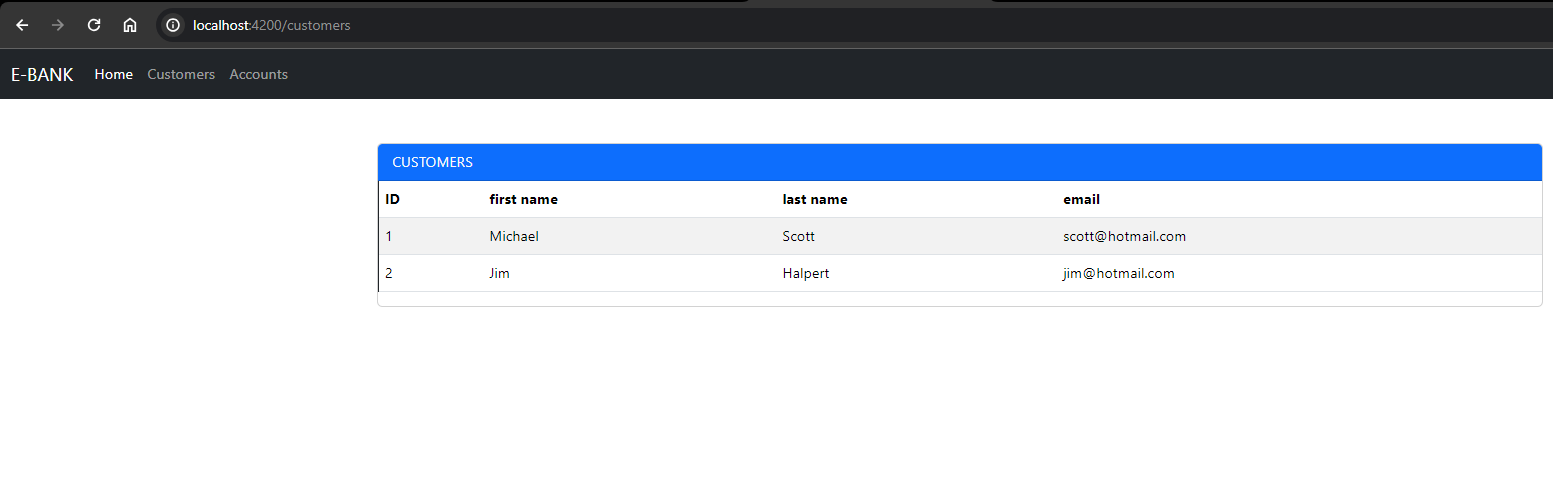 localhost:4200/customers
E-BANK Home Customers Accounts
CUSTOMERS
ID first name last name email
1 Michael Scott scott@hotmail.com
2 Jim Halpert jim@hotmail.com